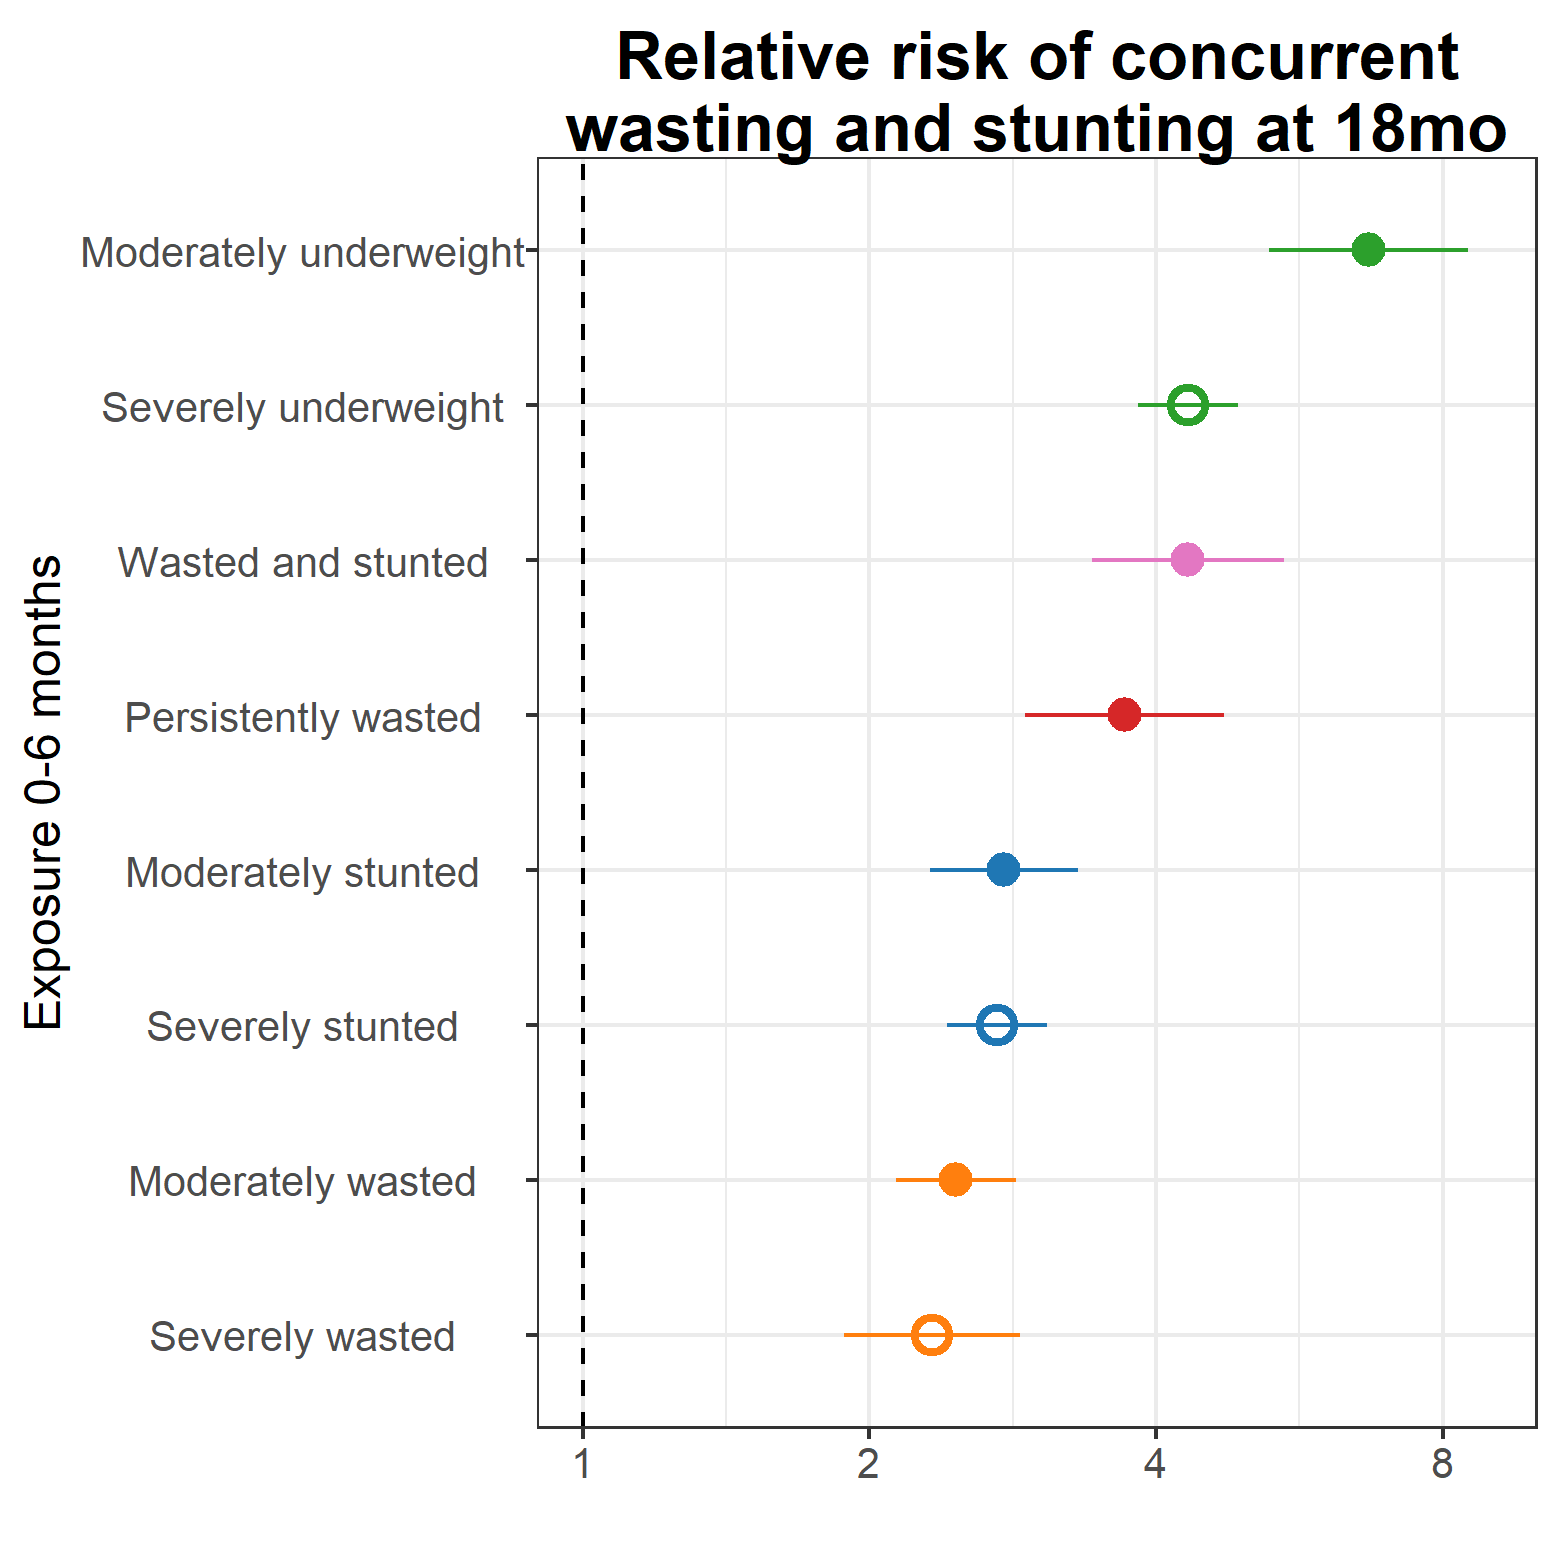 Relative risk of concurrent
wasting and stunting at 18mo
Exposure 0-6 months
Moderately underweight
Severely underweight
Wasted and stunted
Persistently wasted
Moderately stunted
Severely stunted
Moderately wasted
Severely wasted
1 2 4 8